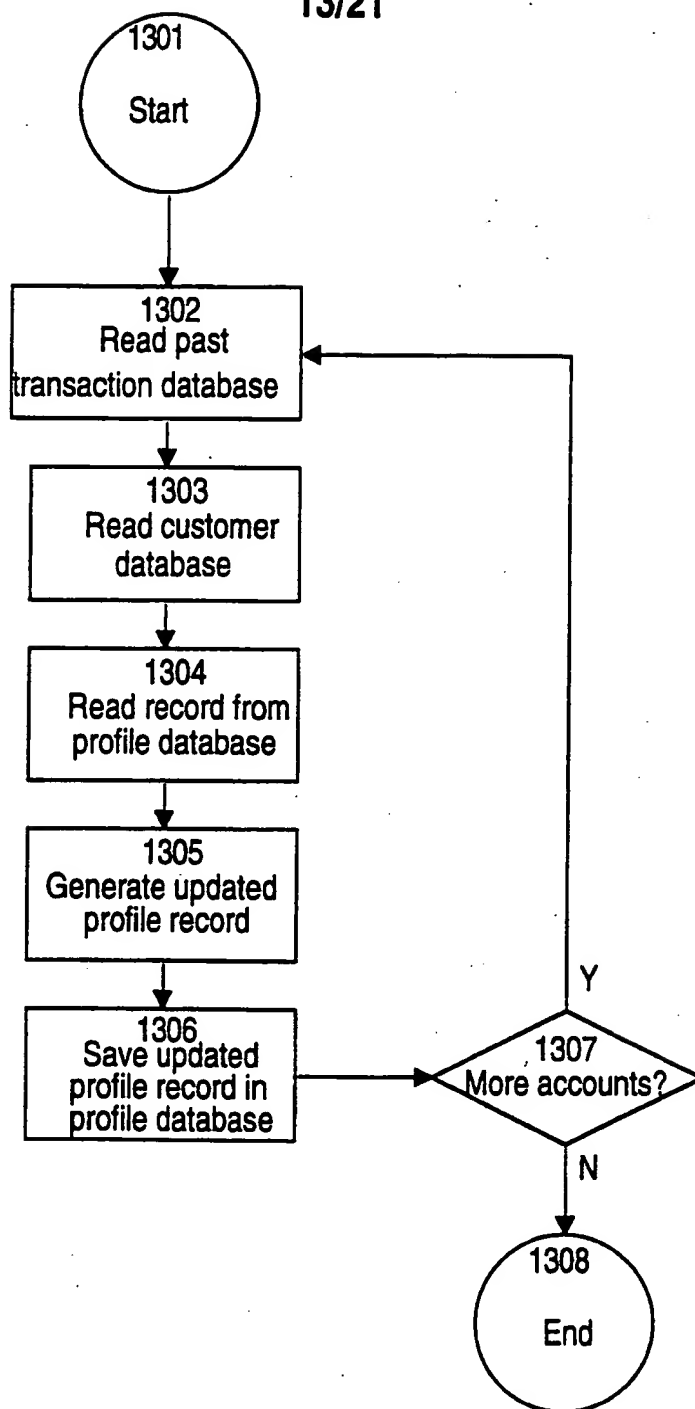 13/21
1301
Start
1302
Read past
transaction database
1303
Read customer
database
1304
Read record from
profile database
1305
Generate updated
profile record
1306
Save updated
profile record in
profile database
Y
1307
More accounts?
N
1308
End